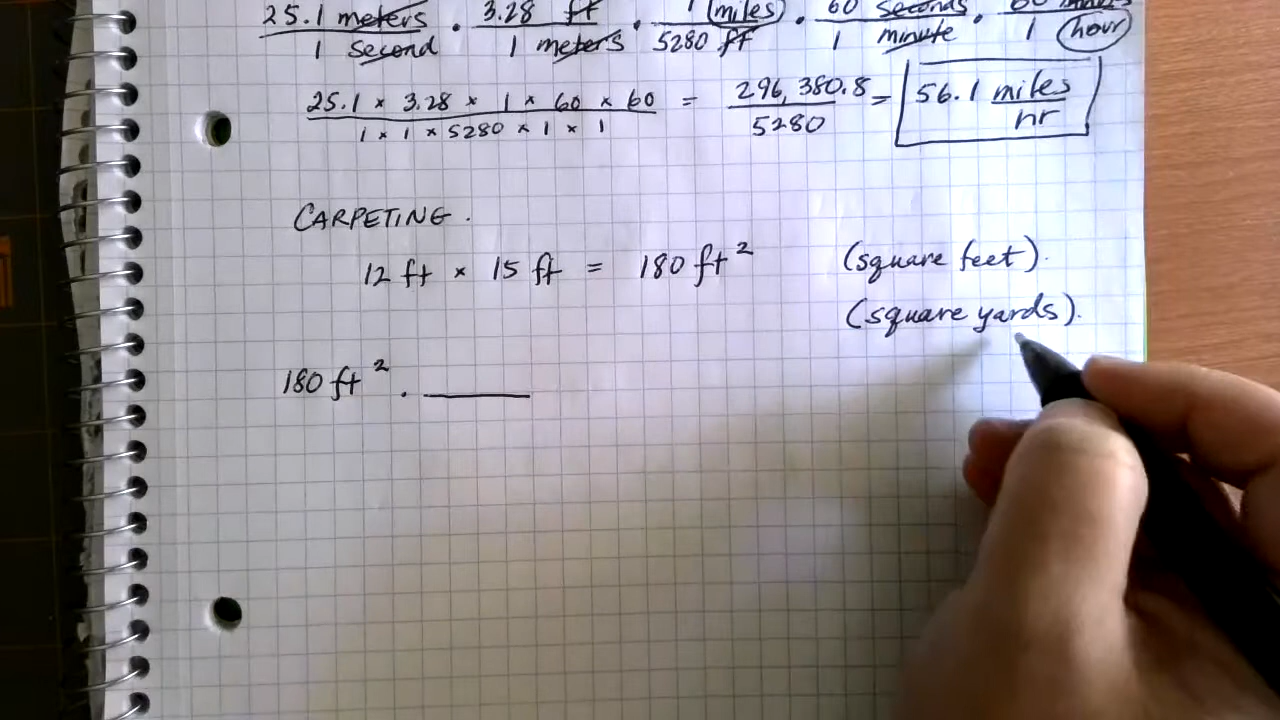 25.1 meters / 1 second · 3.28 ft / 1 meters · 1 miles / 5280 ft · 60 seconds / 1 minute · 60 / 1 hour
25.1 × 3.28 × 1 × 60 × 60 / 1 × 1 × 5280 × 1 × 1 = 296,380.8 / 5280 = 56.1 miles / hr
CARPETING.
12 ft × 15 ft = 180 ft² (square feet).
(square yards).
180 ft² .